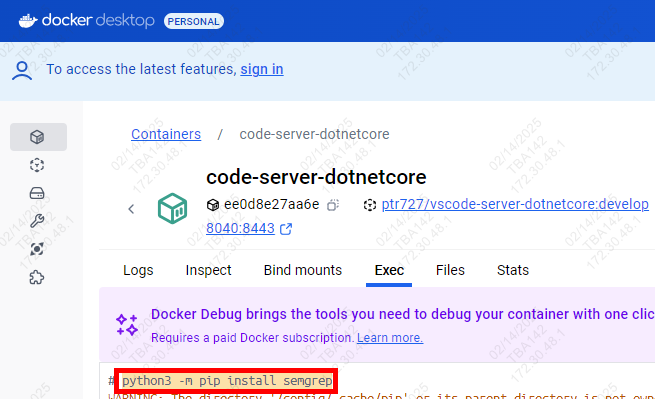 docker desktop PERSONAL
To access the latest features, sign in
Containers / code-server-dotnetcore
code-server-dotnetcore
ee0d8e27aa6e ptr727/vscode-server-dotnetcore:develop
8040:8443
Logs Inspect Bind mounts Exec Files Stats
Docker Debug brings the tools you need to debug your container with one clic
Requires a paid Docker subscription. Learn more.
# python3 -m pip install semgrep
WARNING: The directory '/config/.cache/pip' or its parent directory is not owne
02/14/2025
TBA142
172.30.48.1